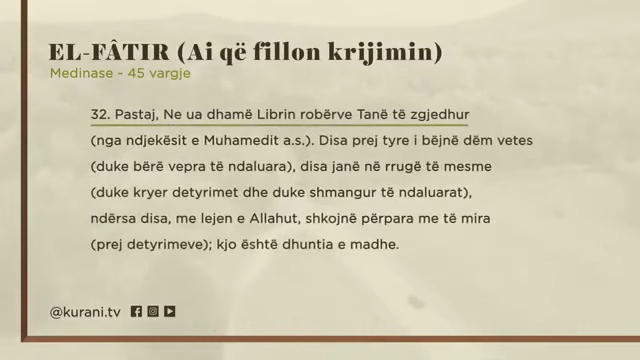 EL-FÂTIR (Ai që fillon krijimin)
Medinase - 45 vargje
32. Pastaj, Ne ua dhamë Librin robërve Tanë të zgjedhur
(nga ndjekësit e Muhamedit a.s.). Disa prej tyre i bëjnë dëm vetes
(duke bërë vepra të ndaluara), disa janë në rrugë të mesme
(duke kryer detyrimet dhe duke shmangur të ndaluarat),
ndërsa disa, me lejen e Allahut, shkojnë përpara me të mira
(prej detyrimeve); kjo është dhuntia e madhe.
@kurani.tv